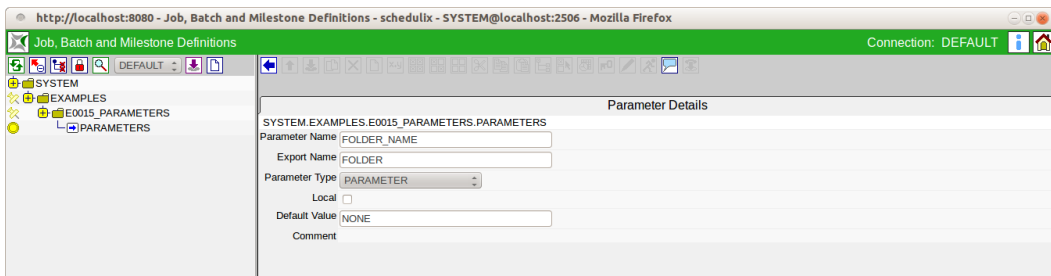 http://localhost:8080 - Job, Batch and Milestone Definitions - schedulix - SYSTEM@localhost:2506 - Mozilla Firefox
Job, Batch and Milestone Definitions
Connection: DEFAULT
DEFAULT
SYSTEM
EXAMPLES
E0015_PARAMETERS
PARAMETERS
Parameter Details
SYSTEM.EXAMPLES.E0015_PARAMETERS.PARAMETERS
Parameter Name FOLDER_NAME
Export Name FOLDER
Parameter Type PARAMETER
Local
Default Value NONE
Comment